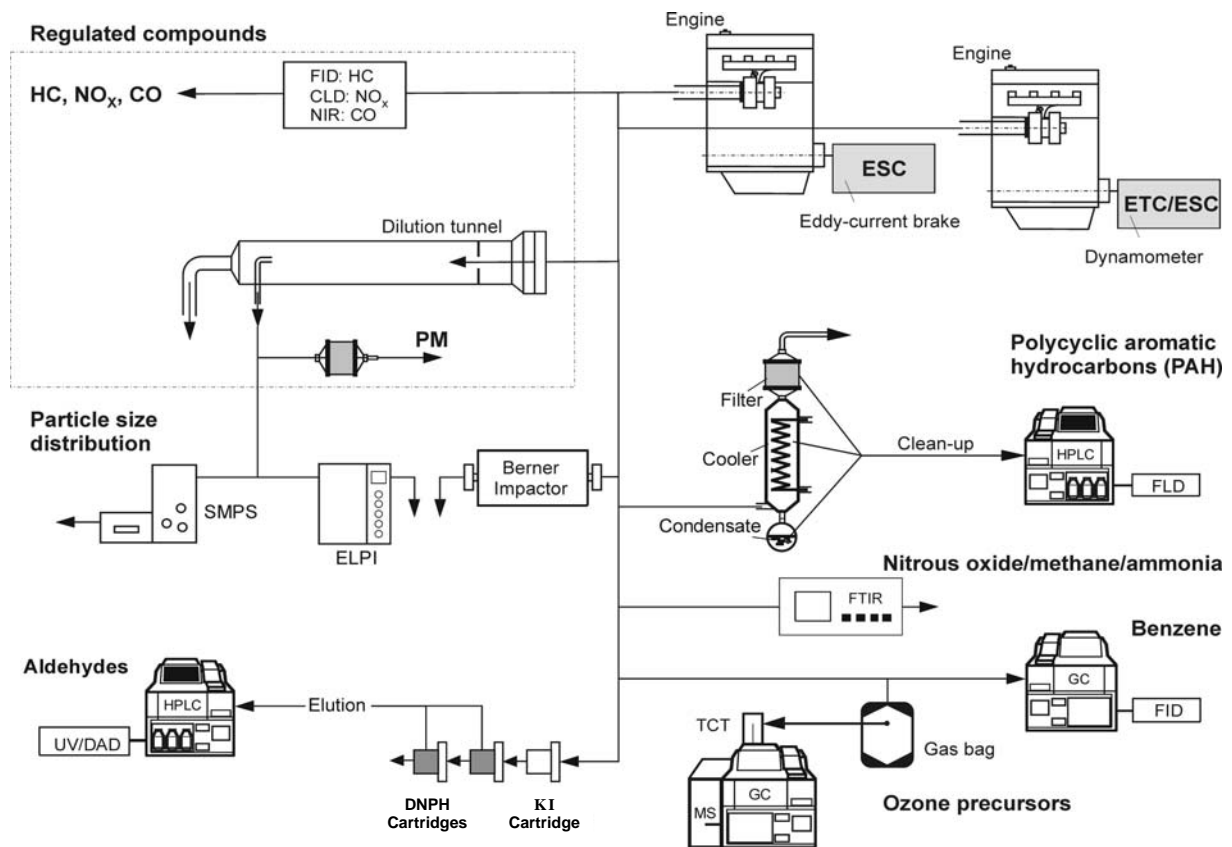 Regulated compounds
HC, NOX, CO
FID: HC
CLD: NOx
NIR: CO
Engine
ESC
Eddy-current brake
Engine
ETC/ESC
Dynamometer
Dilution tunnel
PM
Particle size
distribution
SMPS
ELPI
Berner
Impactor
Filter
Cooler
Condensate
Clean-up
Polycyclic aromatic
hydrocarbons (PAH)
HPLC
FLD
Nitrous oxide/methane/ammonia
FTIR
Benzene
GC
FID
Gas bag
TCT
MS
GC
Ozone precursors
Aldehydes
HPLC
UV/DAD
Elution
DNPH
Cartridges
KI
Cartridge